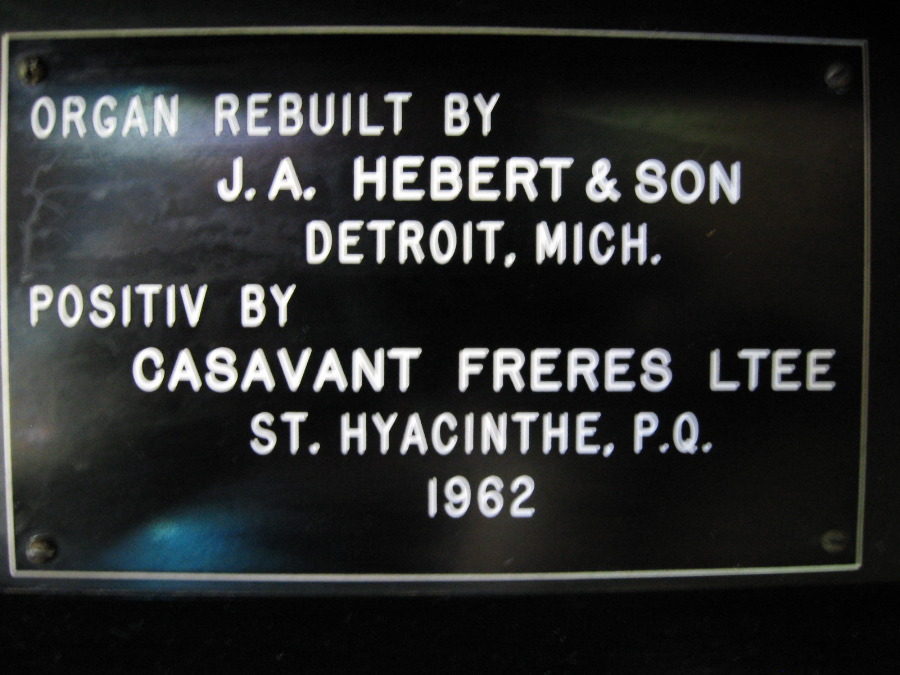 ORGAN REBUILT BY
J. A. HEBERT & SON
DETROIT, MICH.
POSITIV BY
CASAVANT FRERES LTEE
ST. HYACINTHE, P.Q.
1962